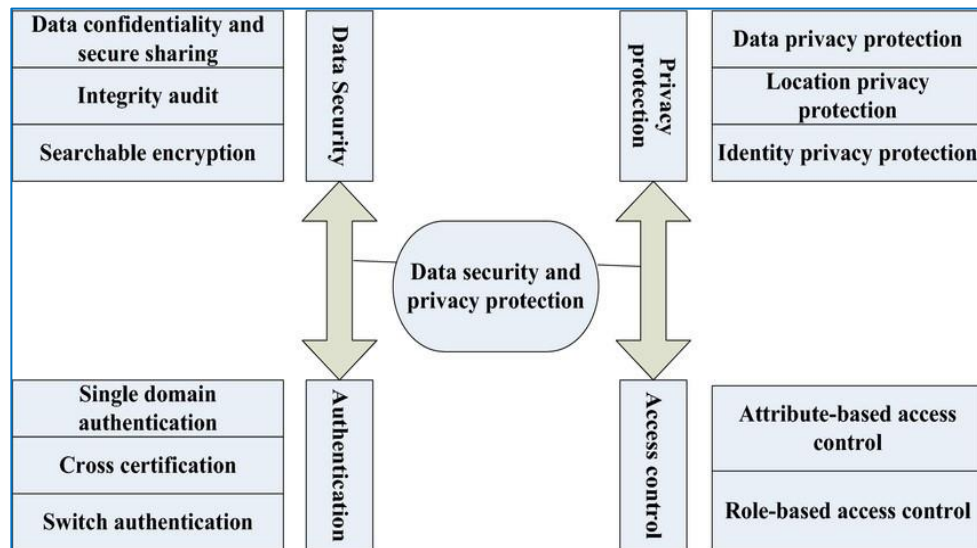 Data confidentiality and
secure sharing
Integrity audit
Searchable encryption
Data Security
Privacy
protection
Data privacy protection
Location privacy
protection
Identity privacy protection
Data security and
privacy protection
Single domain
authentication
Cross certification
Switch authentication
Authentication
Access control
Attribute-based access
control
Role-based access control